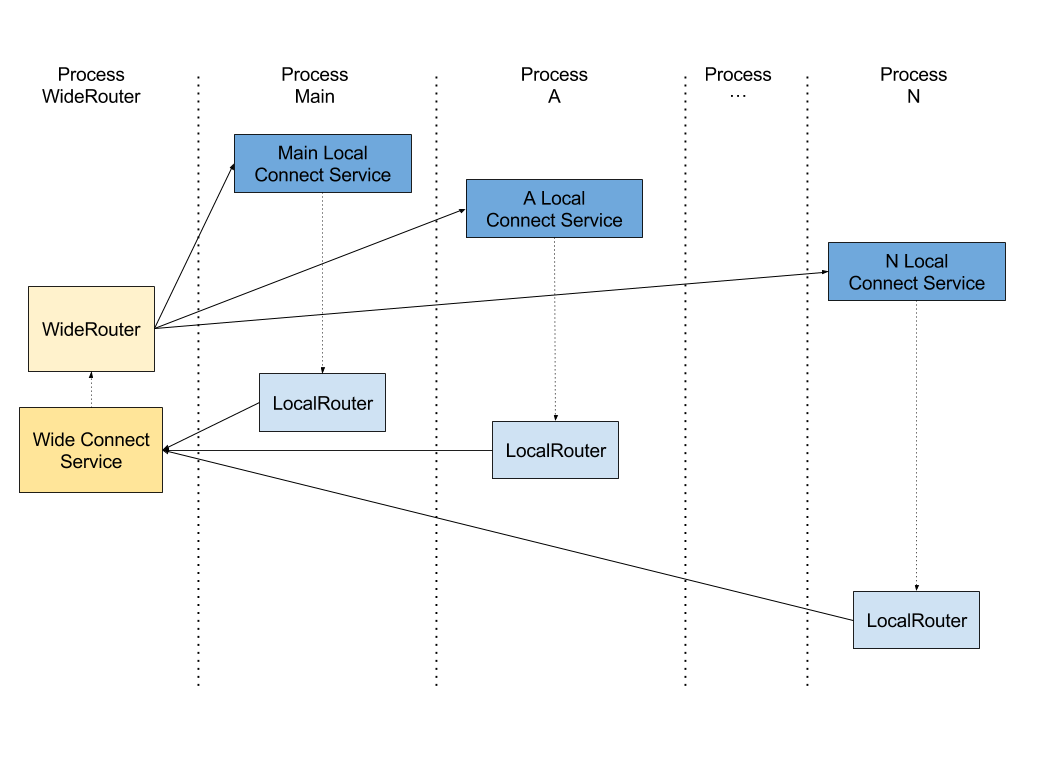 Process
WideRouter
Process
Main
Process
A
Process
...
Process
N
Main Local
Connect Service
A Local
Connect Service
N Local
Connect Service
WideRouter
LocalRouter
Wide Connect
Service
LocalRouter
LocalRouter